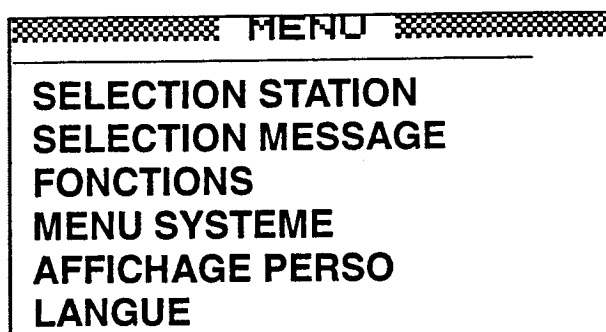 MENU
SELECTION STATION
SELECTION MESSAGE
FONCTIONS
MENU SYSTEME
AFFICHAGE PERSO
LANGUE